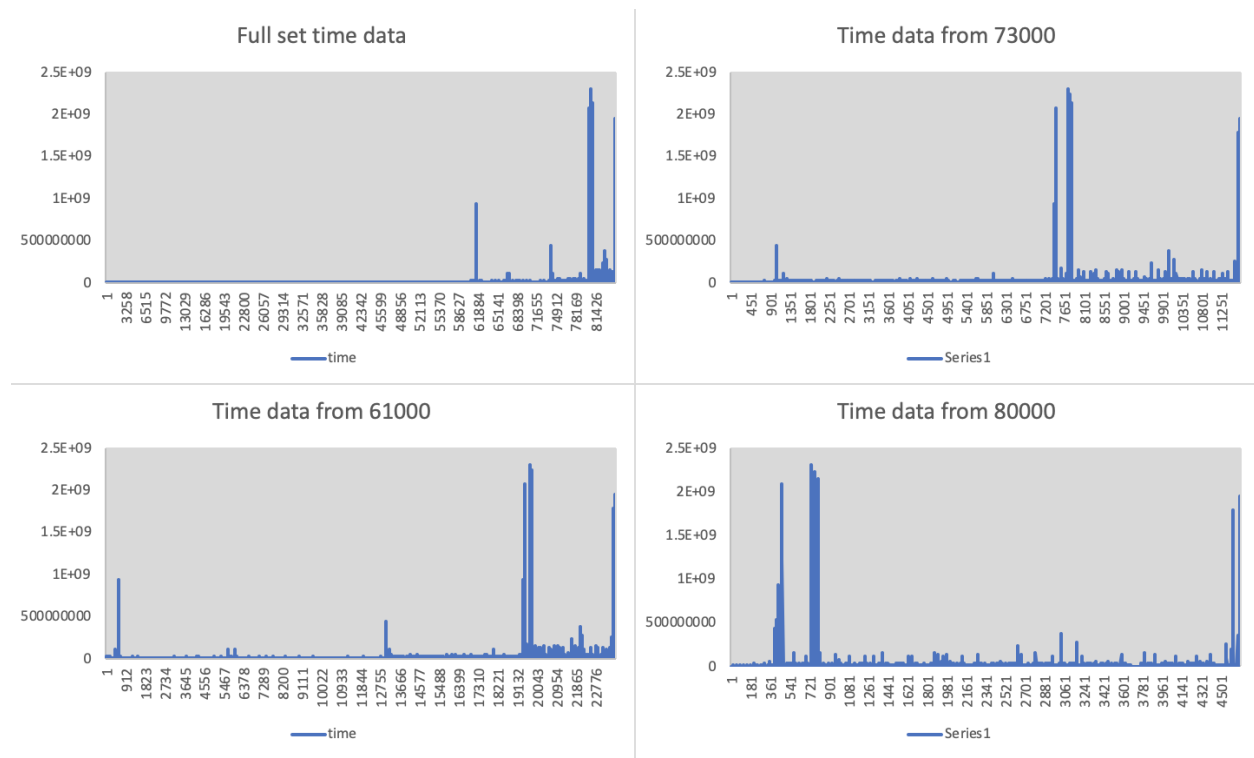 Full set time data
2.5E+09
2E+09
1.5E+09
1E+09
500000000
0
1 3258 6515 9772 13029 16286 19543 22800 26057 29314 32571 35828 39085 42342 45599 48856 52113 55370 58627 61884 65141 68398 71655 74912 78169 81426
time
Time data from 73000
2.5E+09
2E+09
1.5E+09
1E+09
500000000
0
1 451 901 1351 1801 2251 2701 3151 3601 4051 4501 4951 5401 5851 6301 6751 7201 7651 8101 8551 9001 9451 9901 10351 10801 11251
Series1
Time data from 61000
2.5E+09
2E+09
1.5E+09
1E+09
500000000
0
1 912 1823 2734 3645 4556 5467 6378 7289 8200 9111 10022 10933 11844 12755 13666 14577 15488 16399 17310 18221 19132 20043 20954 21865 22776
time
Time data from 80000
2.5E+09
2E+09
1.5E+09
1E+09
500000000
0
1 181 361 541 721 901 1081 1261 1441 1621 1801 1981 2161 2341 2521 2701 2881 3061 3241 3421 3601 3781 3961 4141 4321 4501
Series1